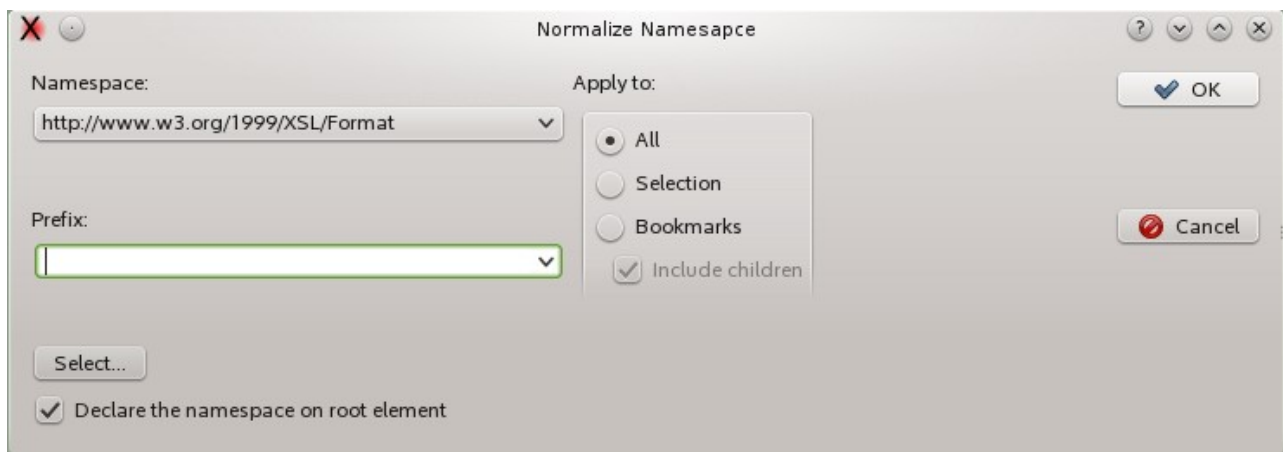 Normalize Namesapce
Namespace:
http://www.w3.org/1999/XSL/Format
Prefix:
Select...
Declare the namespace on root element
Apply to:
All
Selection
Bookmarks
Include children
OK
Cancel